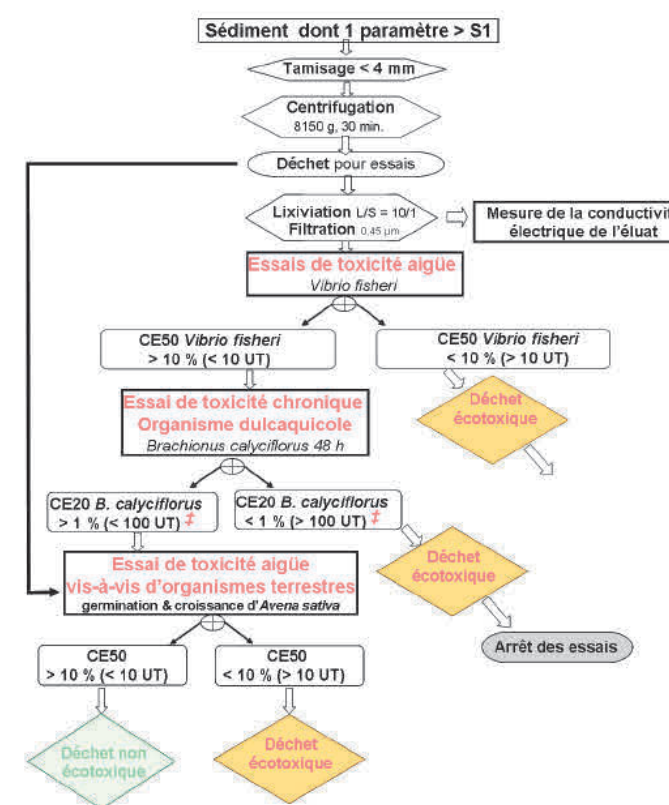 Sédiment dont 1 paramètre > S1
Tamisage < 4 mm
Centrifugation
8150 g, 30 min.
Déchet pour essais
Lixiviation L/S = 10/1
Filtration 0,45 µm
Mesure de la conductivit
électrique de l'éluat
Essais de toxicité aigüe
Vibrio fisheri
CE50 Vibrio fisheri
> 10 % (< 10 UT)
CE50 Vibrio fisheri
< 10% (> 10 UT)
Déchet
écotoxique
Essai de toxicité chronique
Organisme dulcaquicole
Brachionus calyciflorus 48 h
CE20 B. calyciflorus
> 1 % (< 100 UT) ‡
CE20 B. calyciflorus
< 1% (> 100 UT) ‡
Déchet
écotoxique
Essai de toxicité aigüe
vis-à-vis d'organismes terrestres
germination & croissance d'Avena sativa
Arrêt des essais
CE50
> 10% (< 10 UT)
CE50
< 10% (> 10 UT)
Déchet non
écotoxique
Déchet
écotoxique